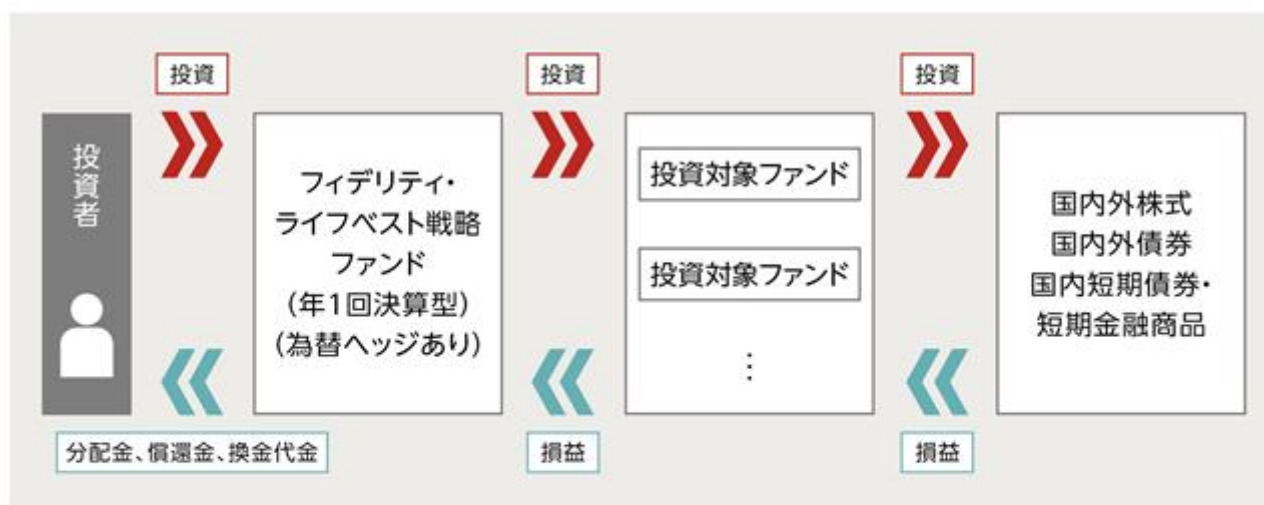 投資
投資
投資
投資者
フィデリティ・
ライフベスト戦略
ファンド
(年1回決算型)
(為替ヘッジあり)
投資対象ファンド
投資対象ファンド
⋮
国内外株式
国内外債券
国内短期債券・
短期金融商品
分配金、償還金、換金代金
損益
損益